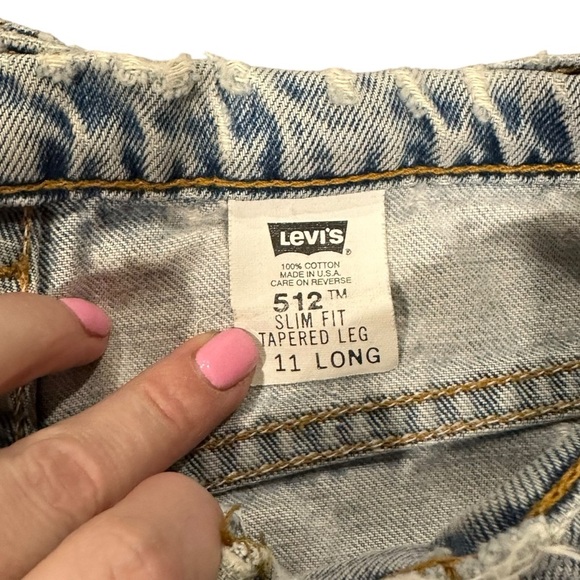 Levi's ®
100% COTTON
MADE IN U.S.A.
CARE ON REVERSE
512 ™
SLIM FIT
TAPERED LEG
11 LONG